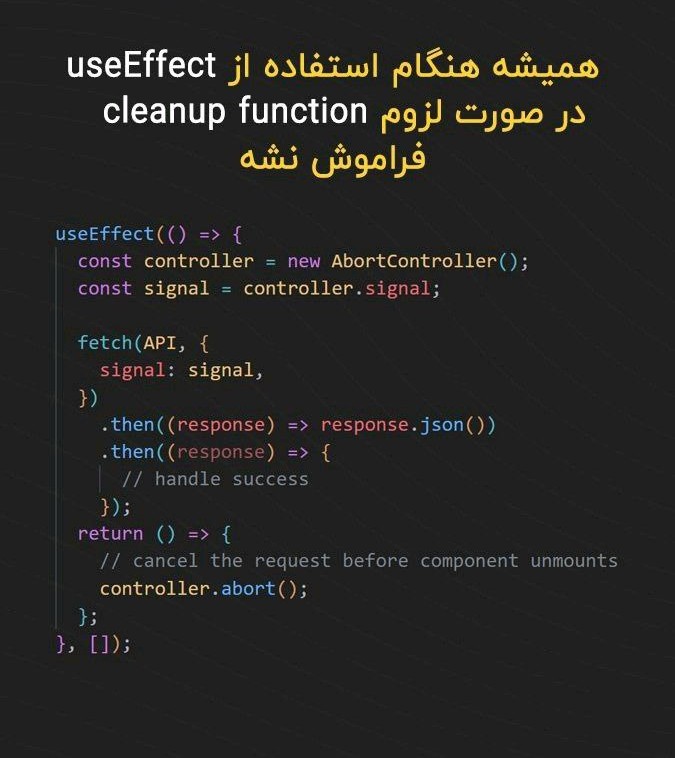 همیشه هنگام استفاده از useEffect
در صورت لزوم cleanup function
فراموش نشه
useEffect(() => {
  const controller = new AbortController();
  const signal = controller.signal;

  fetch(API, {
    signal: signal,
  })
    .then((response) => response.json())
    .then((response) => {
      // handle success
    });
  return () => {
    // cancel the request before component unmounts
    controller.abort();
  };
}, []);